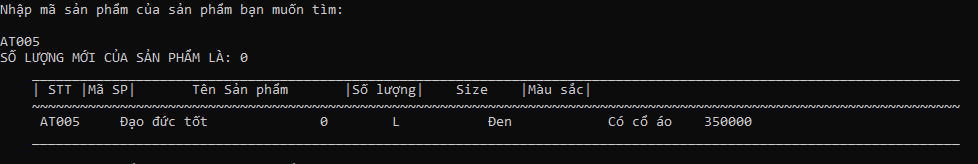 Nhập mã sản phẩm của sản phẩm bạn muốn tìm:
AT005
SỐ LƯỢNG MỚI CỦA SẢN PHẨM LÀ: 0
| STT |Mã SP| Tên Sản phẩm |Số lượng| Size |Màu sắc|
AT005 Đạo đức tốt 0 L Đen Có cổ áo 350000